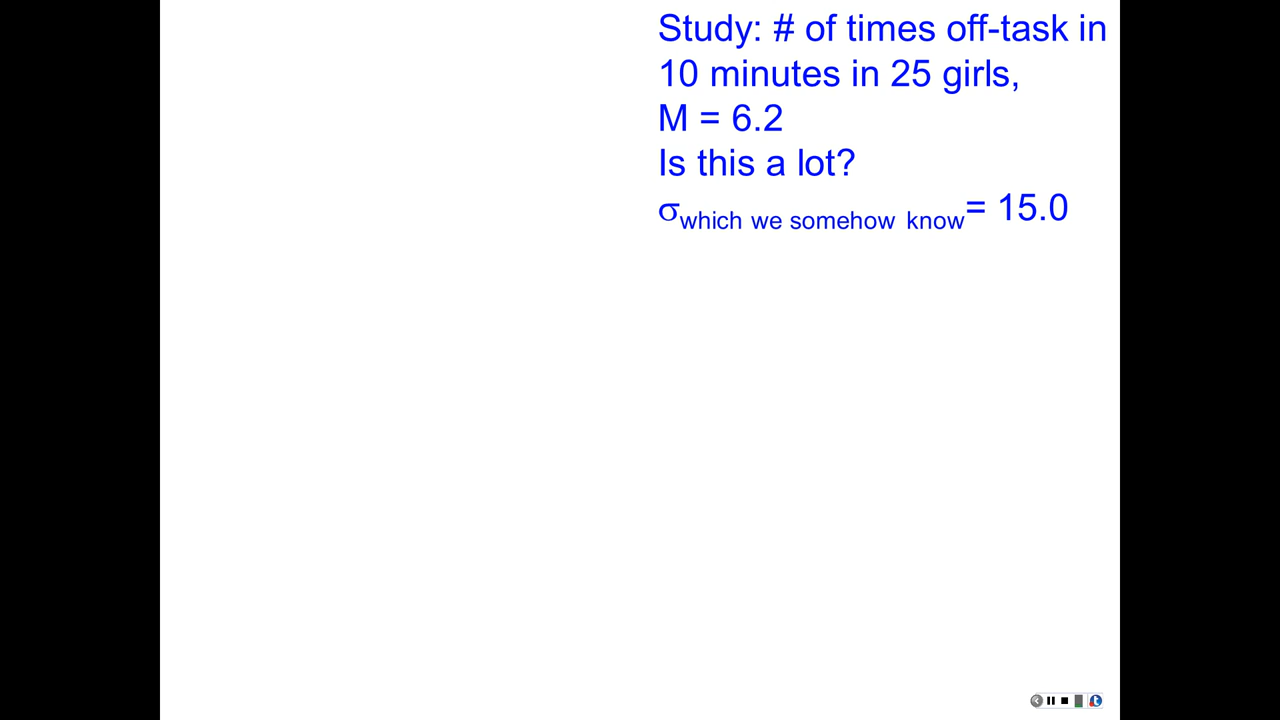 Study: # of times off-task in
10 minutes in 25 girls,
M = 6.2
Is this a lot?
σwhich we somehow know= 15.0